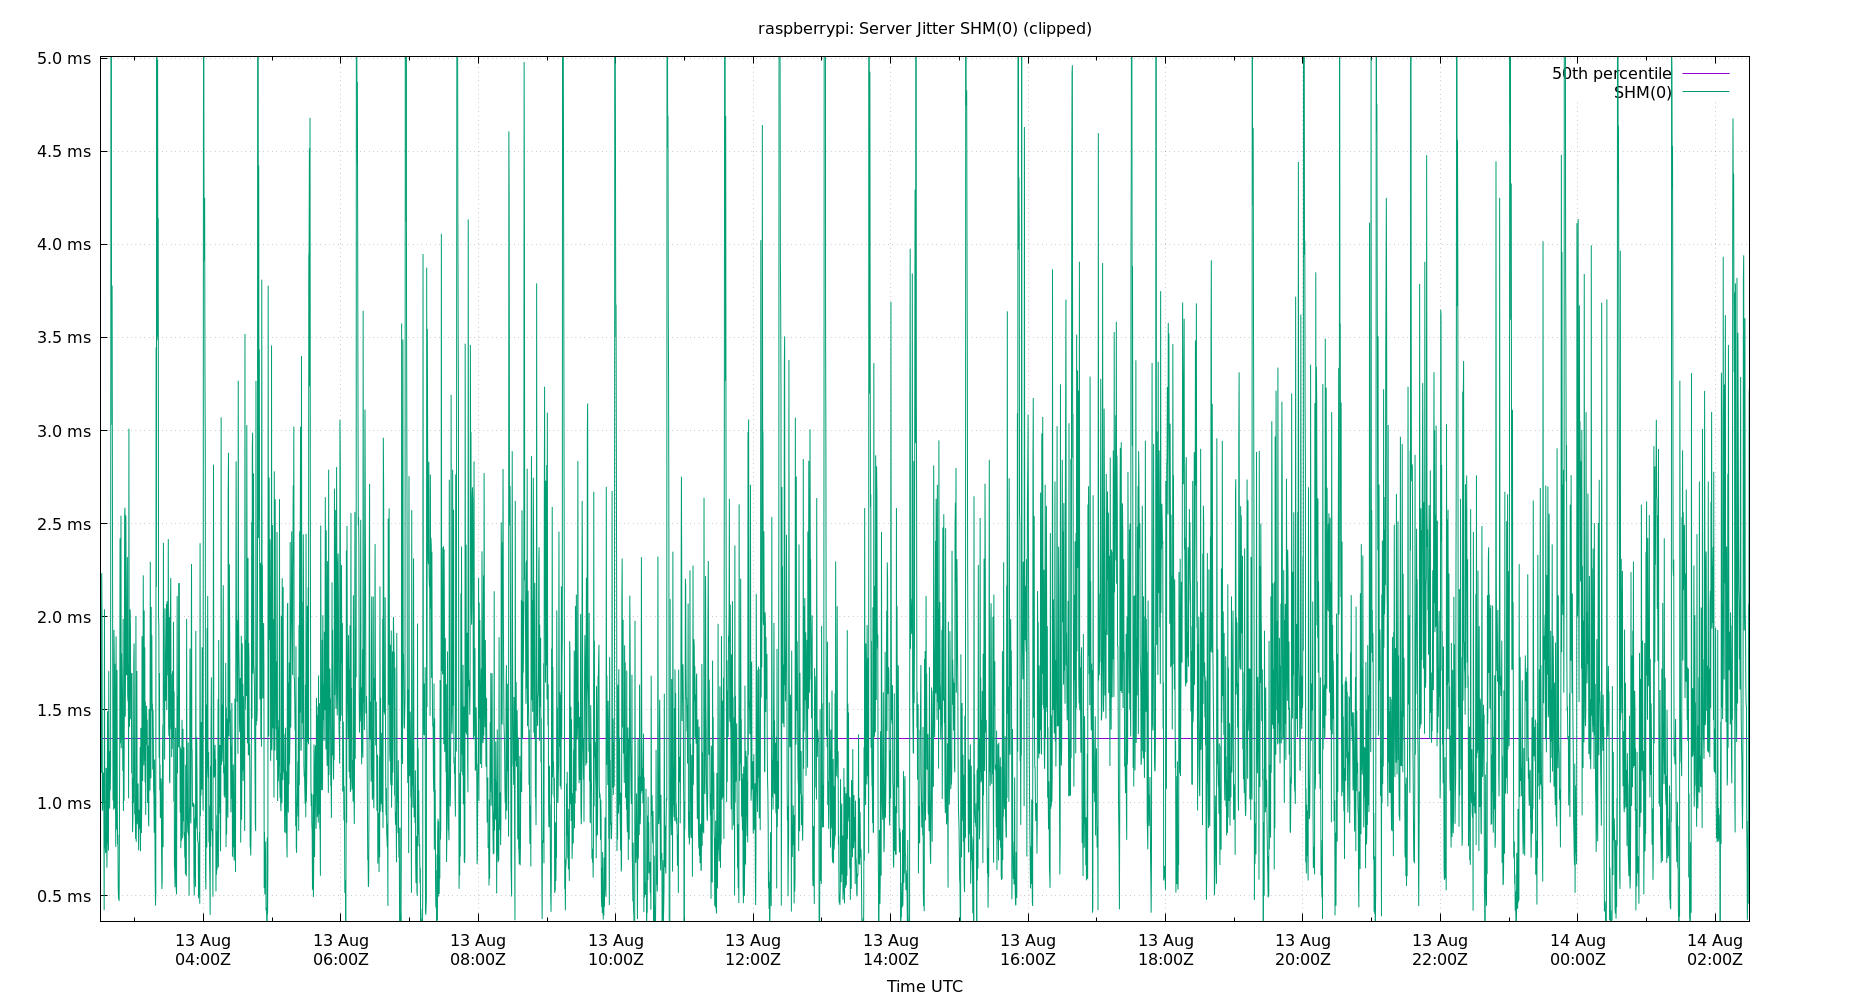 raspberrypi: Server Jitter SHM(0) (clipped)
5.0 ms
50th percentile
SHM(0)
4.5 ms
4.0 ms
3.5 ms
3.0 ms
2.5 ms
2.0 ms
1.5 ms
1.0 ms
0.5 ms
13 Aug 13 Aug 13 Aug 13 Aug 13 Aug 13 Aug 13 Aug 13 Aug 13 Aug 13 Aug 14 Aug 14 Aug
04:00Z 06:00Z 08:00Z 10:00Z 12:00Z 14:00Z 16:00Z 18:00Z 20:00Z 22:00Z 00:00Z 02:00Z
Time UTC